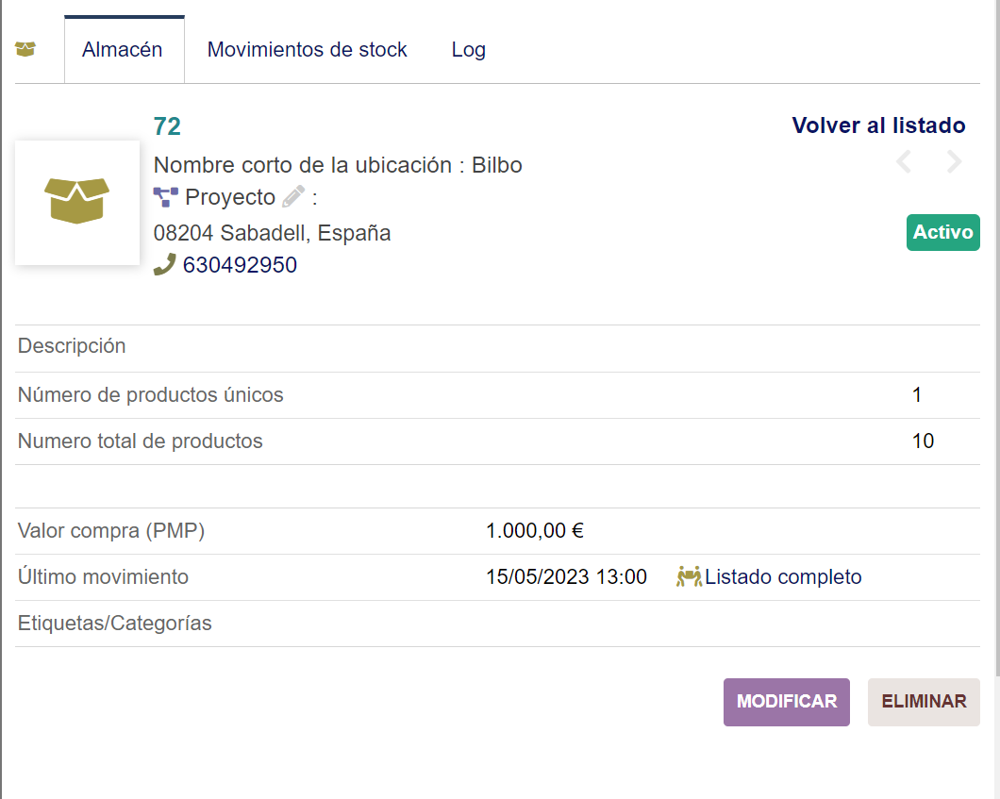 Almacén Movimientos de stock Log
72
Volver al listado
Nombre corto de la ubicación : Bilbo
Proyecto :
08204 Sabadell, España
Activo
630492950
Descripción
Número de productos únicos 1
Numero total de productos 10
Valor compra (PMP) 1.000,00 €
Último movimiento 15/05/2023 13:00 Listado completo
Etiquetas/Categorías
MODIFICAR ELIMINAR